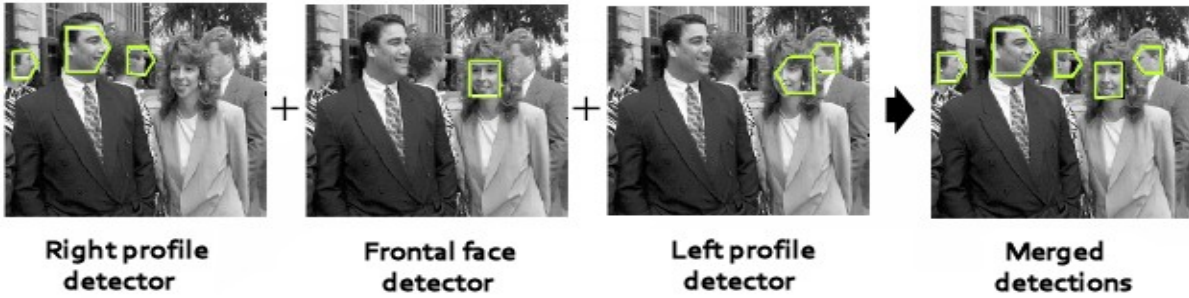 Right profile
detector
+
Frontal face
detector
+
Left profile
detector
Merged
detections